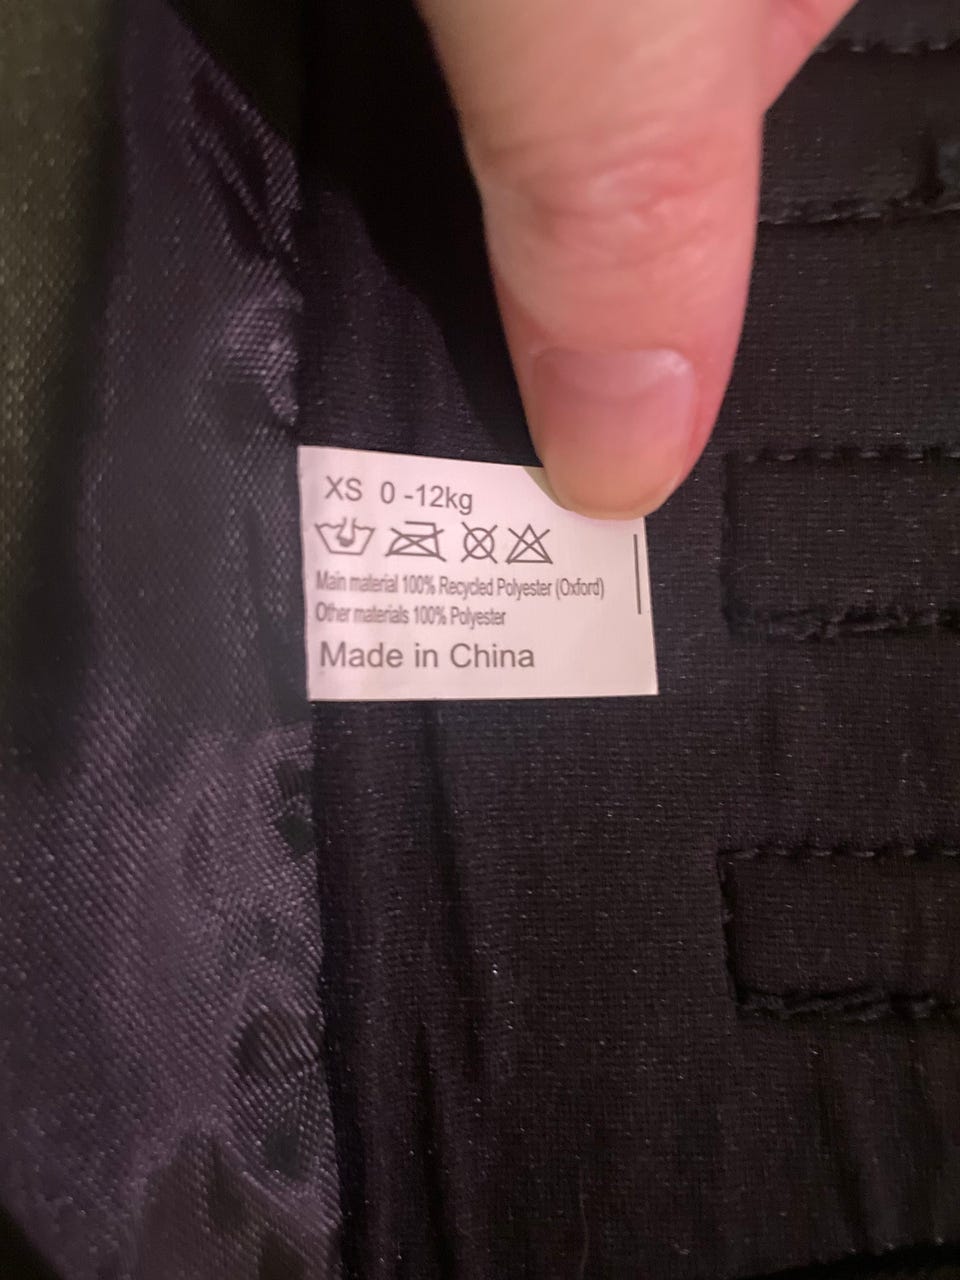 XS 0 -12kg
Main material 100% Recycled Polyester (Oxford)
Other materials 100% Polyester
Made in China